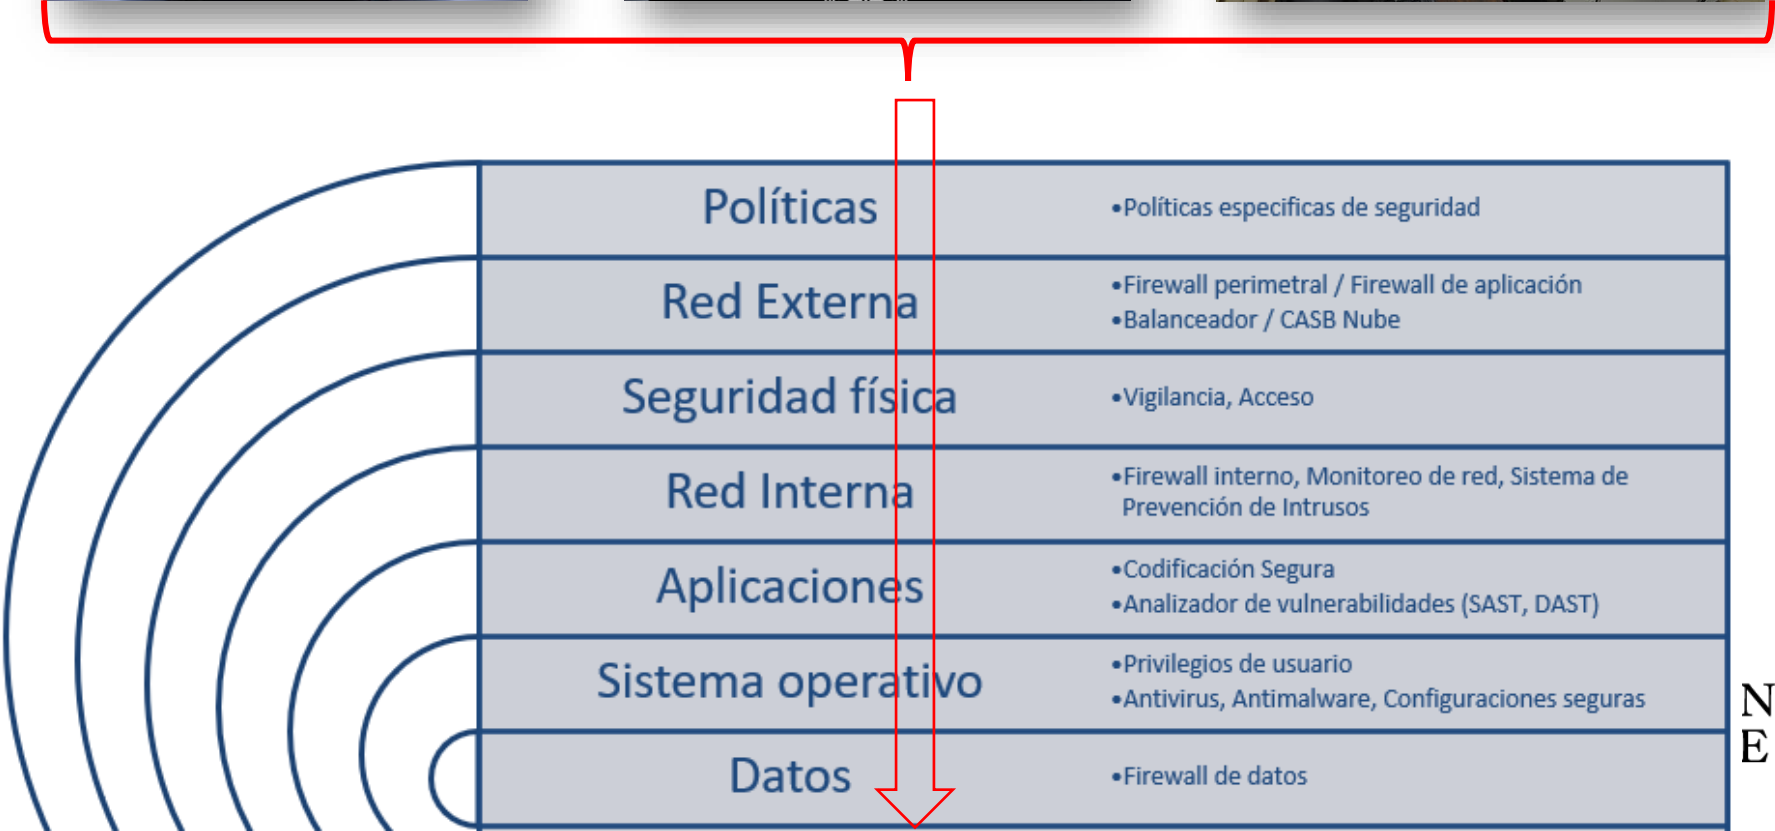 Políticas
•Políticas especificas de seguridad
Red Externa
•Firewall perimetral / Firewall de aplicación
•Balanceador / CASB Nube
Seguridad física
•Vigilancia, Acceso
Red Interna
•Firewall interno, Monitoreo de red, Sistema de
Prevención de Intrusos
Aplicaciones
•Codificación Segura
•Analizador de vulnerabilidades (SAST, DAST)
Sistema operativo
•Privilegios de usuario
•Antivirus, Antimalware, Configuraciones seguras
Datos
•Firewall de datos
N
E